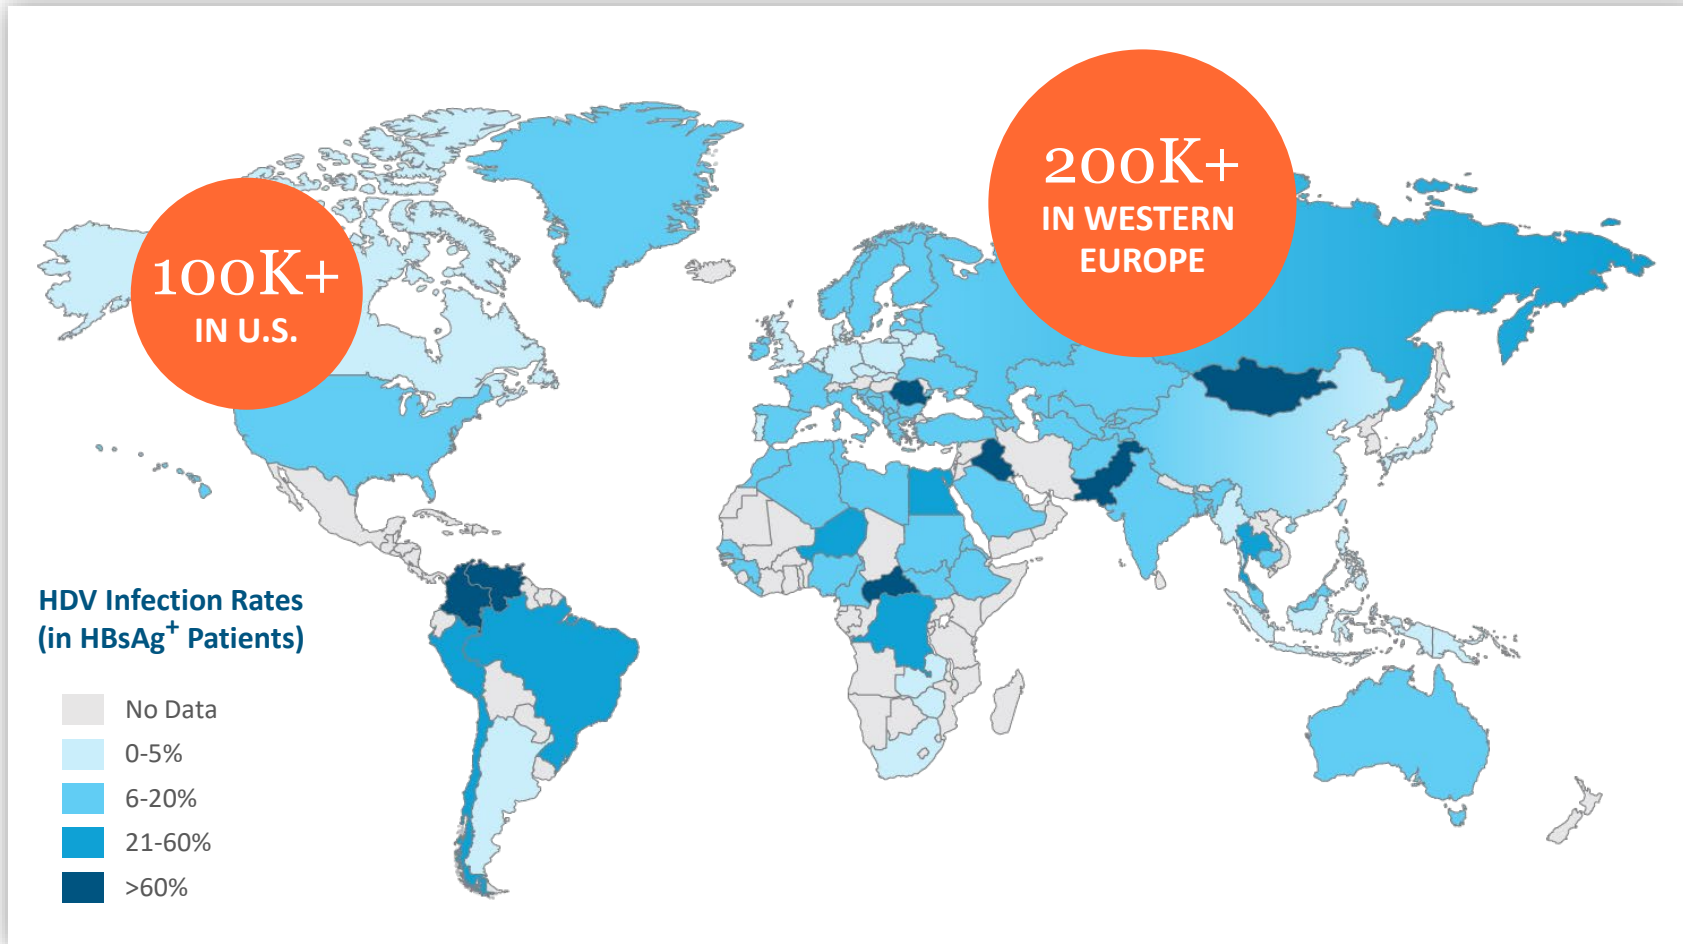 100K+
IN U.S.
200K+
IN WESTERN
EUROPE
HDV Infection Rates
(in HBsAg+ Patients)
No Data
0-5%
6-20%
21-60%
>60%